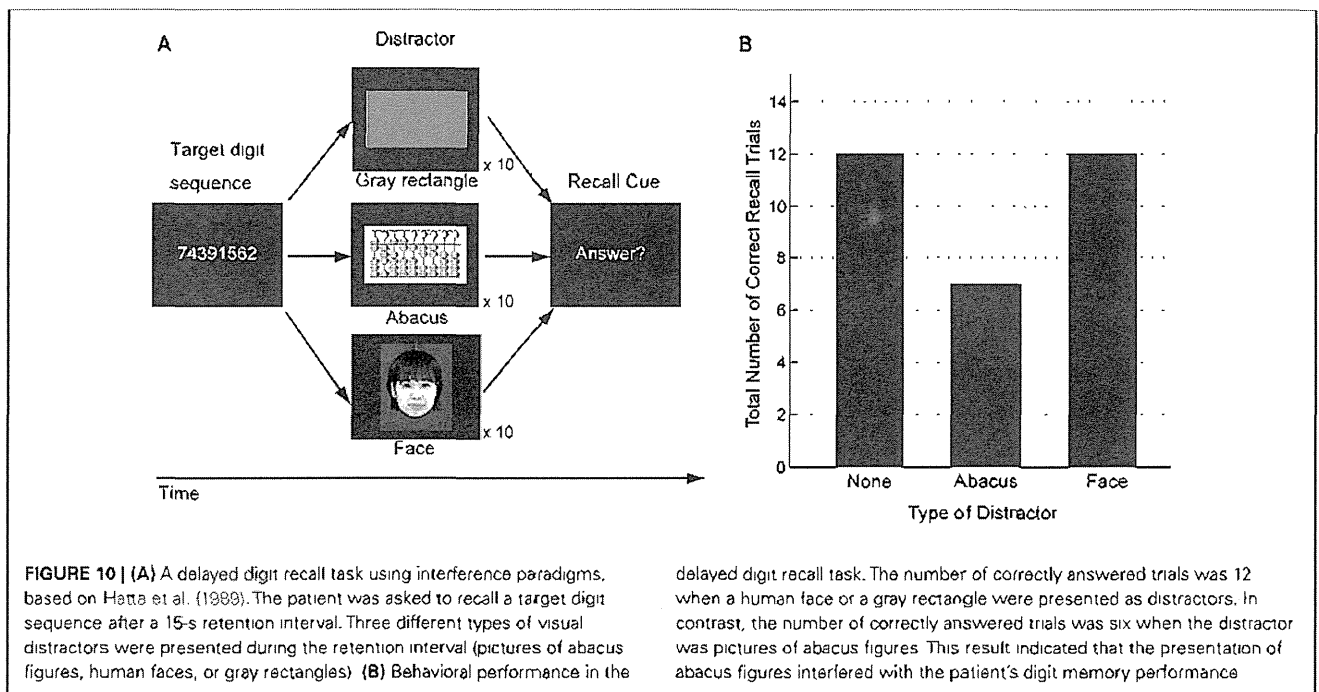 A
Distractor
Target digit
sequence
74391562
x 10
Gray rectangle
x 10
Abacus
x 10
Face
Recall Cue
Answer?
Time
B
Total Number of Correct Recall Trials
14
12
10
8
6
4
2
0
None Abacus Face
Type of Distractor
FIGURE 10 | (A) A delayed digit recall task using interference paradigms,
based on Hatta et al. (1989). The patient was asked to recall a target digit
sequence after a 15-s retention interval. Three different types of visual
distractors were presented during the retention interval (pictures of abacus
figures, human faces, or gray rectangles) (B) Behavioral performance in the
delayed digit recall task. The number of correctly answered trials was 12
when a human face or a gray rectangle were presented as distractors. In
contrast, the number of correctly answered trials was six when the distractor
was pictures of abacus figures This result indicated that the presentation of
abacus figures interfered with the patient's digit memory performance